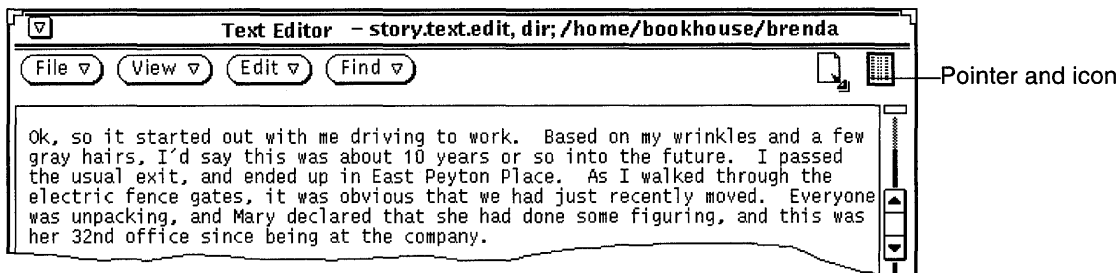 Text Editor – story.text.edit, dir; /home/bookhouse/brenda
File View Edit Find
Pointer and icon
Ok, so it started out with me driving to work. Based on my wrinkles and a few
gray hairs, I'd say this was about 10 years or so into the future. I passed
the usual exit, and ended up in East Peyton Place. As I walked through the
electric fence gates, it was obvious that we had just recently moved. Everyone
was unpacking, and Mary declared that she had done some figuring, and this was
her 32nd office since being at the company.